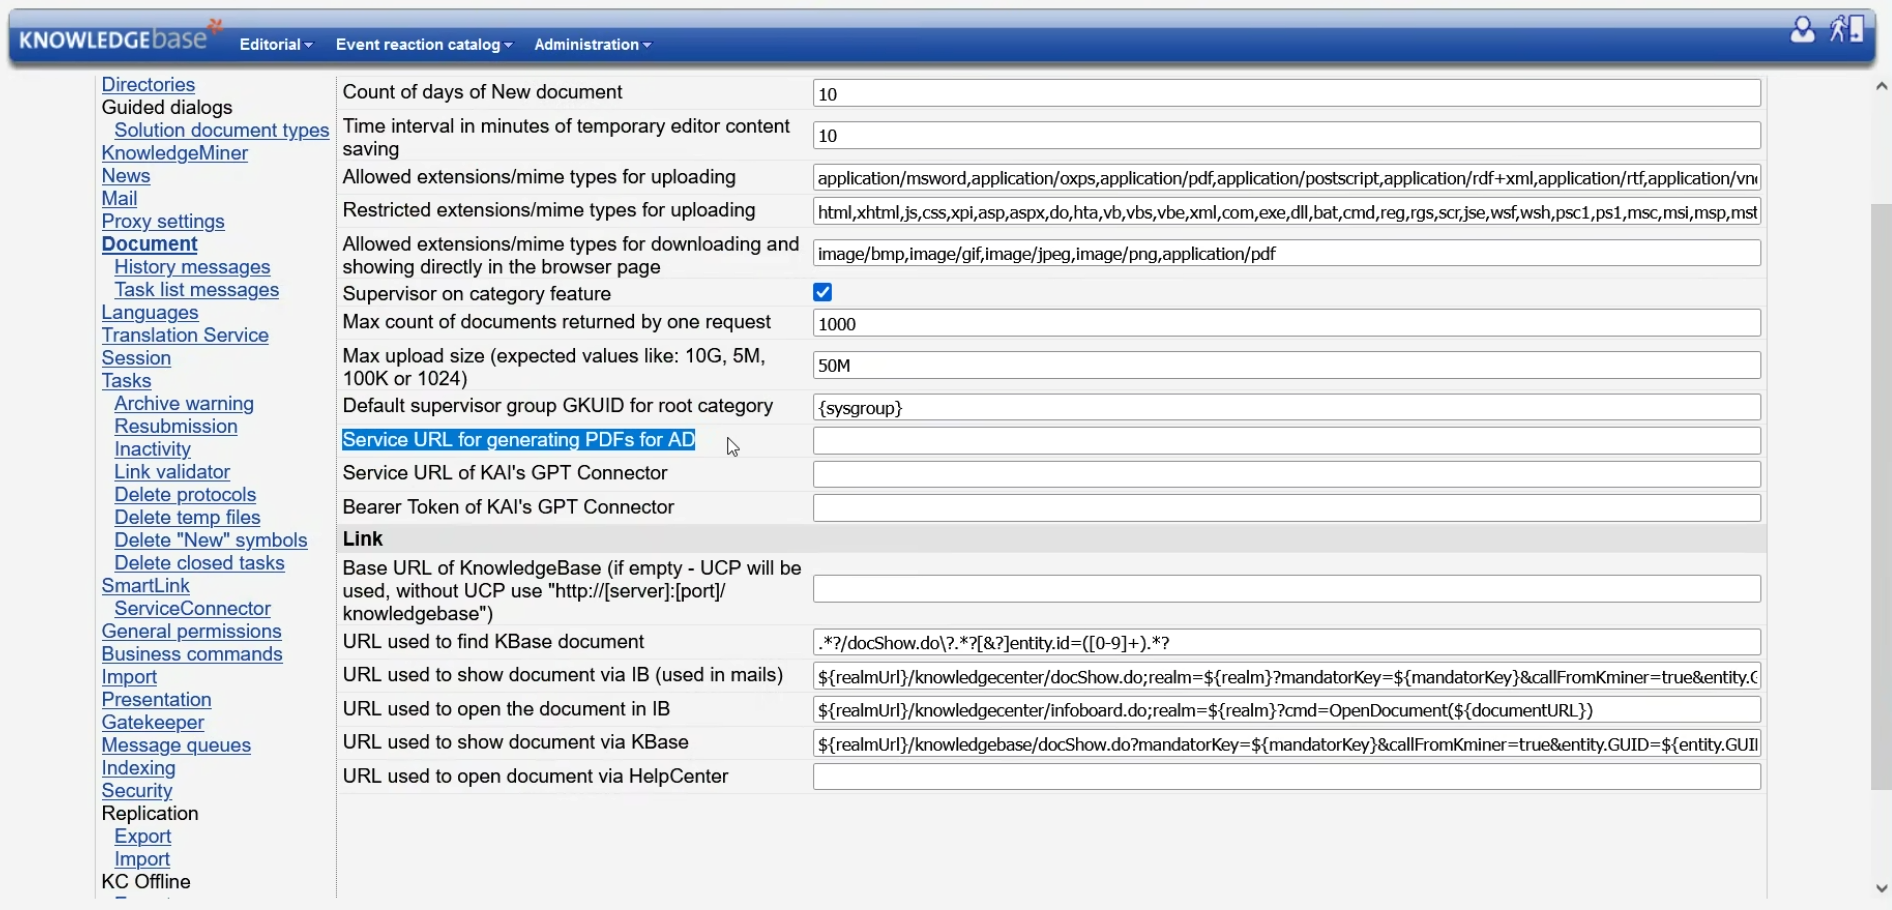 KNOWLEDGEbase Editorial Event reaction catalog Administration
Directories
Guided dialogs
Solution document types
KnowledgeMiner
News
Mail
Proxy settings
Document
History messages
Task list messages
Languages
Translation Service
Session
Tasks
Archive warning
Resubmission
Inactivity
Link validator
Delete protocols
Delete temp files
Delete "New" symbols
Delete closed tasks
SmartLink
ServiceConnector
General permissions
Business commands
Import
Presentation
Gatekeeper
Message queues
Indexing
Security
Replication
Export
Import
KC Offline
Count of days of New document 10
Time interval in minutes of temporary editor content
saving 10
Allowed extensions/mime types for uploading application/msword,application/oxps,application/pdf,application/postscript,application/rdf+xml,application/rtf,application/vn
Restricted extensions/mime types for uploading html,xhtml,js,css,xpi,asp,aspx,do,hta,vb,vbs,vbe,xml,com,exe,dll,bat,cmd,reg,rgs,scr,jse,wsf,wsh,psc1,ps1,msc,msi,msp,mst
Allowed extensions/mime types for downloading and
showing directly in the browser page image/bmp,image/gif,image/jpeg,image/png,application/pdf
Supervisor on category feature
Max count of documents returned by one request 1000
Max upload size (expected values like: 10G, 5M,
100K or 1024) 50M
Default supervisor group GKUID for root category {sysgroup}
Service URL for generating PDFs for AD
Service URL of KAI's GPT Connector
Bearer Token of KAI's GPT Connector
Link
Base URL of KnowledgeBase (if empty - UCP will be
used, without UCP use "http://[server]:[port]/
knowledgebase")
URL used to find KBase document .*?/docShow.do\?.*?[&?]entity.id=([0-9]+).*?
URL used to show document via IB (used in mails) ${realmUrl}/knowledgecenter/docShow.do;realm=${realm}?mandatorKey=${mandatorKey}&callFromKminer=true&entity.G
URL used to open the document in IB ${realmUrl}/knowledgecenter/infoboard.do;realm=${realm}?cmd=OpenDocument(${documentURL})
URL used to show document via KBase ${realmUrl}/knowledgebase/docShow.do?mandatorKey=${mandatorKey}&callFromKminer=true&entity.GUID=${entity.GUI
URL used to open document via HelpCenter